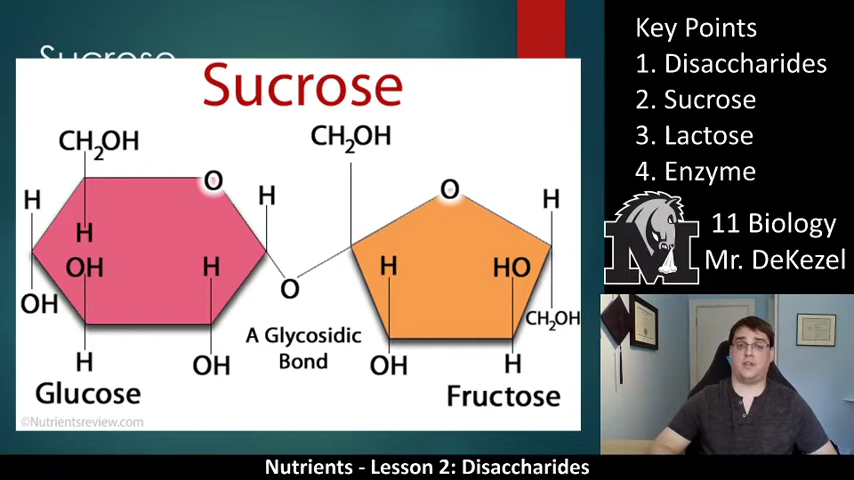 Sucrose
Sucrose
CH2OH
CH2OH
O
O
H
H
H
H
OH
H
H
HO
OH
O
CH2OH
A Glycosidic
Bond
H
OH
OH
H
Glucose
Fructose
©Nutrientsreview.com
Key Points
1. Disaccharides
2. Sucrose
3. Lactose
4. Enzyme
M
11 Biology
Mr. DeKezel
Nutrients - Lesson 2: Disaccharides